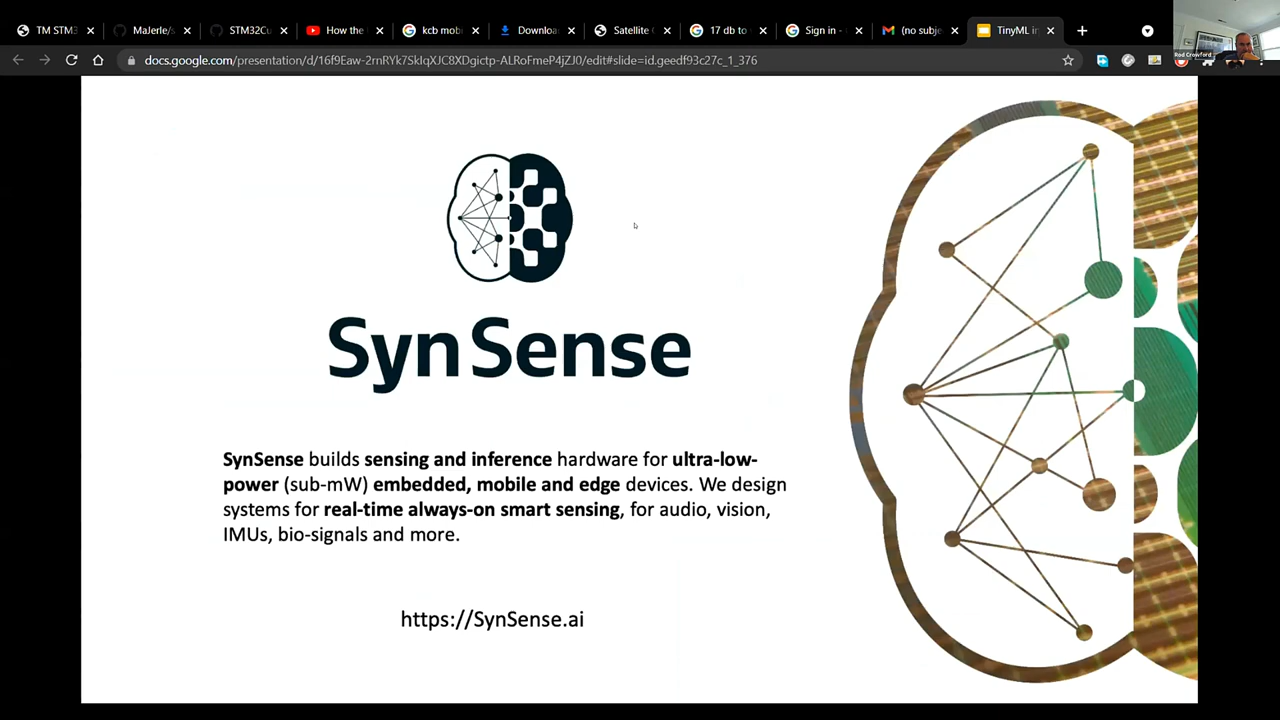 TM STM3
MaJerle/s
STM32Cu
How the
kcb mobi
Downloa
Satellite
17 db to
Sign in -
(no subje
TinyML in
docs.google.com/presentation/d/16f9Eaw-2rnRYk7SkIqXJC8XDgictp-ALRoFmeP4jZJ0/edit#slide=id.geedf93c27c_1_376
Rod Crawford
SynSense
SynSense builds sensing and inference hardware for ultra-low-
power (sub-mW) embedded, mobile and edge devices. We design
systems for real-time always-on smart sensing, for audio, vision,
IMUs, bio-signals and more.
https://SynSense.ai